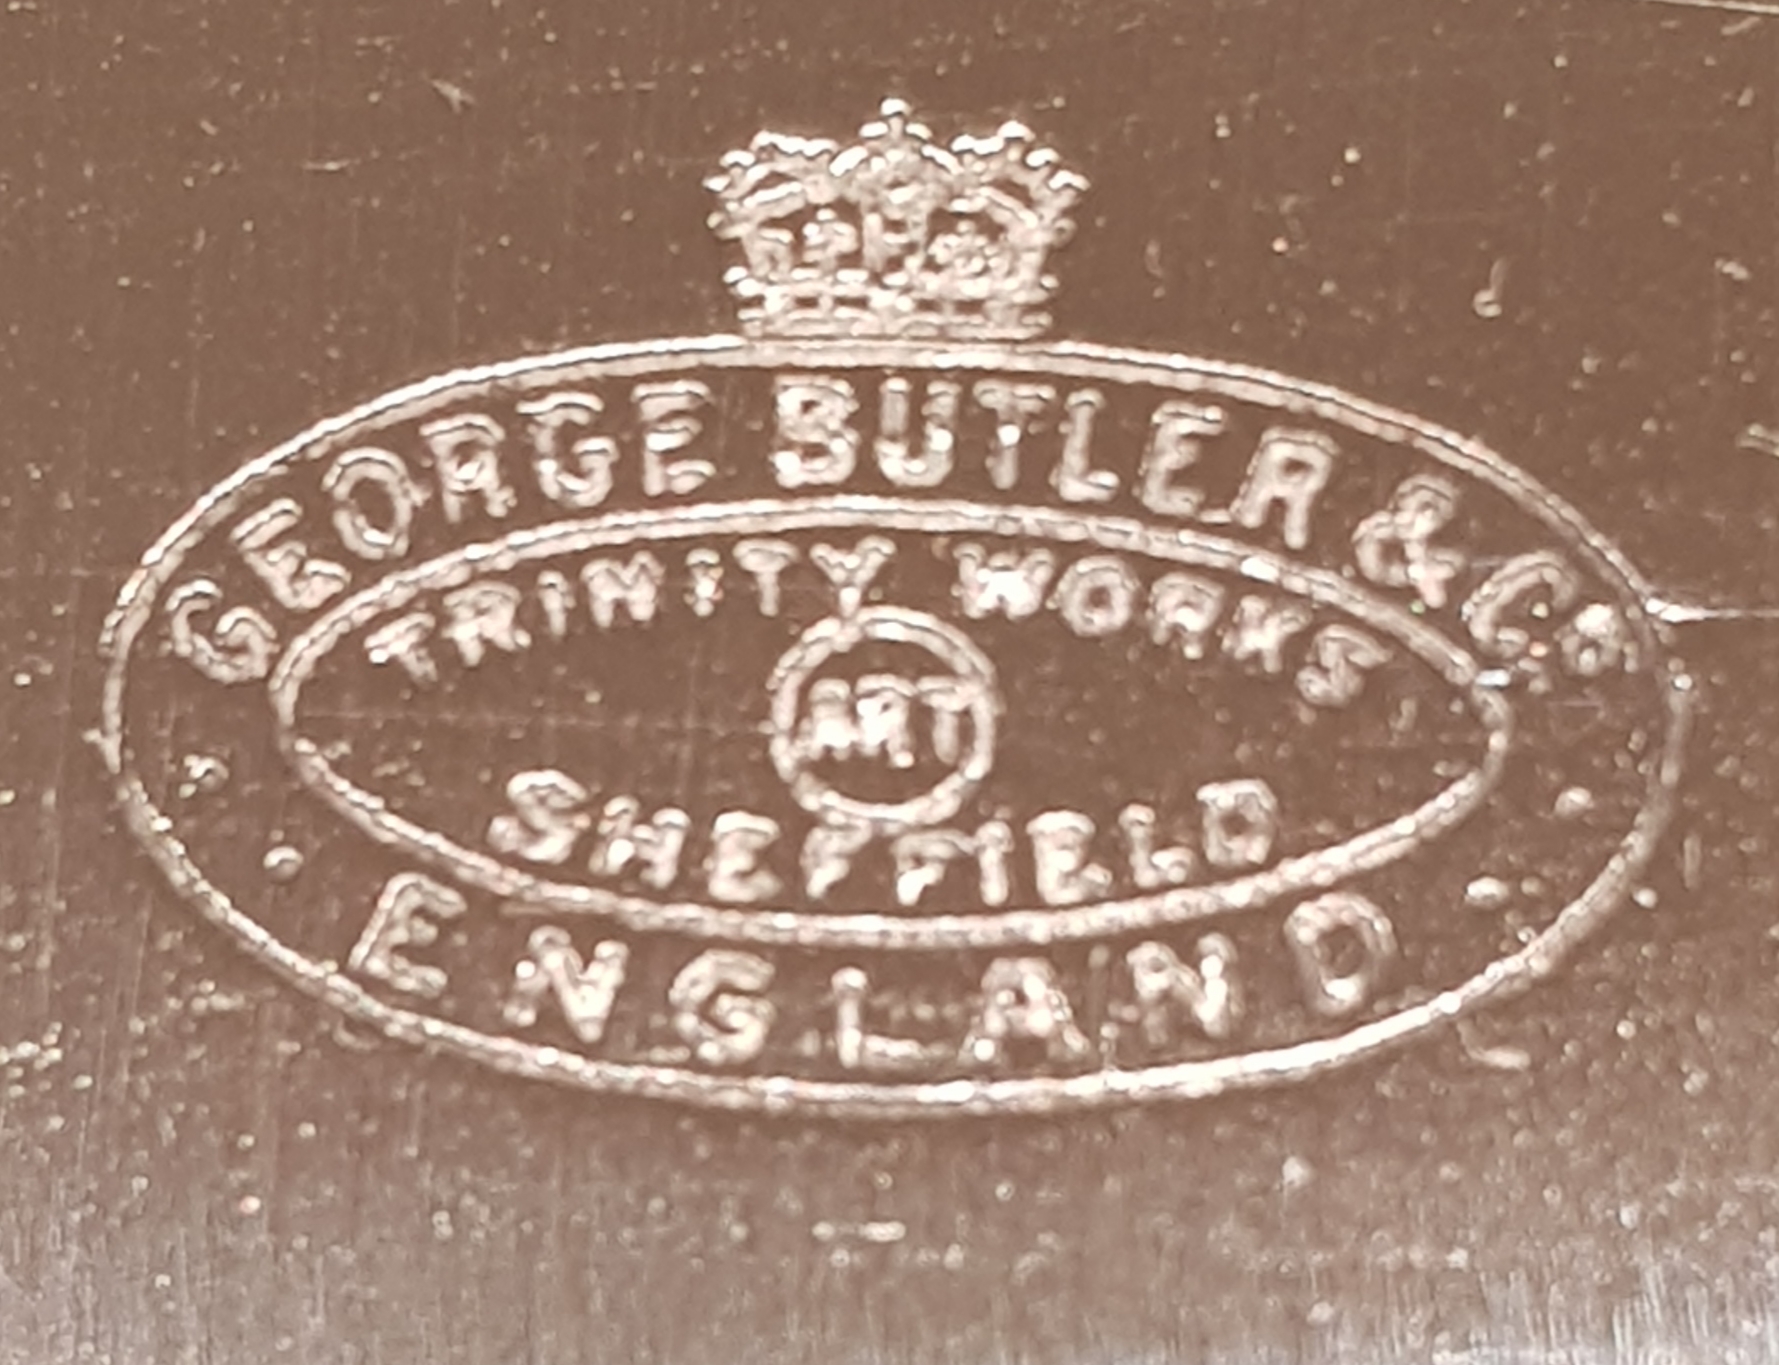 GEORGE BUTLER & Co
TRINITY WORKS
ART
SHEFFIELD
ENGLAND